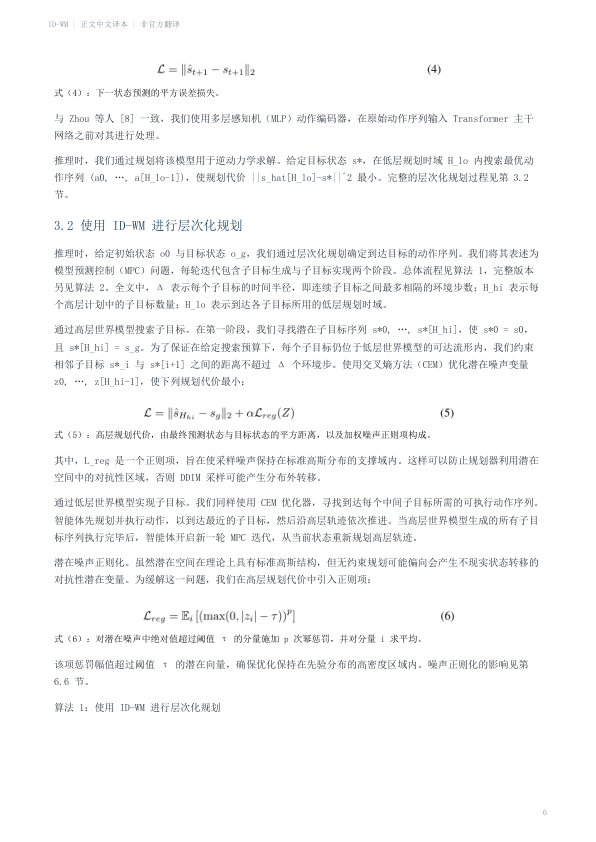 ID-WM | 正文中文译本 | 非官方翻译
ℒ = ‖ŝ_{t+1} − s_{t+1}‖_2 (4)
式（4）：下一状态预测的平方误差损失。
与 Zhou 等人 [8] 一致，我们使用多层感知机（MLP）动作编码器，在原始动作序列输入 Transformer 主干
网络之前对其进行处理。
推理时，我们通过规划将该模型用于逆动力学求解。给定目标状态 s*，在低层规划时域 H_lo 内搜索最优动
作序列 (a0, …, a[H_lo-1])，使规划代价 ||s_hat[H_lo]-s*||^2 最小。完整的层次化规划过程见第 3.2
节。
3.2 使用 ID-WM 进行层次化规划
推理时，给定初始状态 o0 与目标状态 o_g，我们通过层次化规划确定到达目标的动作序列。我们将其表述为
模型预测控制（MPC）问题，每轮迭代包含子目标生成与子目标实现两个阶段。总体流程见算法 1，完整版本
另见算法 2。全文中，Δ 表示每个子目标的时间半径，即连续子目标之间最多相隔的环境步数；H_hi 表示每
个高层计划中的子目标数量；H_lo 表示到达各子目标所用的低层规划时域。
通过高层世界模型搜索子目标。在第一阶段，我们寻找潜在子目标序列 s*0, …, s*[H_hi]，使 s*0 = s0，
且 s*[H_hi] = s_g。为了保证在给定搜索预算下，每个子目标仍位于低层世界模型的可达流形内，我们约束
相邻子目标 s*_i 与 s*[i+1] 之间的距离不超过 Δ 个环境步。使用交叉熵方法（CEM）优化潜在噪声变量
z0, …, z[H_hi-1]，使下列规划代价最小：
ℒ = ‖ŝ_{H_{hi}} − s_g‖_2 + αℒ_{reg}(Z) (5)
式（5）：高层规划代价，由最终预测状态与目标状态的平方距离，以及加权噪声正则项构成。
其中，L_reg 是一个正则项，旨在使采样噪声保持在标准高斯分布的支撑域内。这样可以防止规划器利用潜在
空间中的对抗性区域，否则 DDIM 采样可能产生分布外转移。
通过低层世界模型实现子目标。我们同样使用 CEM 优化器，寻找到达每个中间子目标所需的可执行动作序列。
智能体先规划并执行动作，以到达最近的子目标，然后沿高层轨迹依次推进。当高层世界模型生成的所有子目
标序列执行完毕后，智能体开启新一轮 MPC 迭代，从当前状态重新规划高层轨迹。
潜在噪声正则化。虽然潜在空间在理论上具有标准高斯结构，但无约束规划可能偏向会产生不现实状态转移的
对抗性潜在变量。为缓解这一问题，我们在高层规划代价中引入正则项：
ℒ_{reg} = 𝔼_i [(max(0, |z_i| − τ))^p] (6)
式（6）：对潜在噪声中绝对值超过阈值 τ 的分量施加 p 次幂惩罚，并对分量 i 求平均。
该项惩罚幅值超过阈值 τ 的潜在向量，确保优化保持在先验分布的高密度区域内。噪声正则化的影响见第
6.6 节。
算法 1：使用 ID-WM 进行层次化规划
6